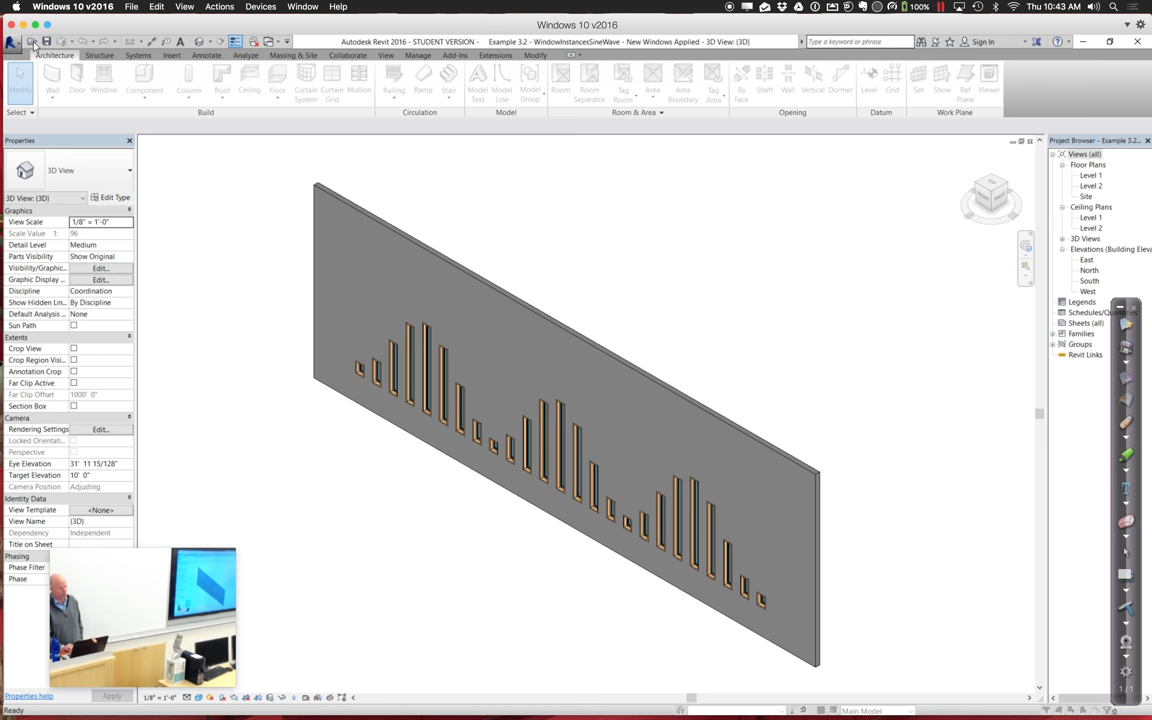 Windows 10 v2016 File Edit View Actions Devices Window Help 100% Thu 10:43 AM
Windows 10 v2016
Autodesk Revit 2016 - STUDENT VERSION - Example 3.2 - WindowInstancesSineWave - New Windows Applied - 3D View: {3D} Type a keyword or phrase Sign In
Architecture Structure Systems Insert Annotate Analyze Massing & Site Collaborate View Manage Add-Ins Extensions Modify
Modify Wall Door Window Component Column Roof Ceiling Floor Curtain System Curtain Grid Mullion Railing Ramp Stair Model Text Model Line Model Group Room Room Separator Tag Room Area Area Boundary Tag Area By Face Shaft Wall Vertical Dormer Level Grid Set Show Ref Plane Viewer
Select Build Circulation Model Room & Area Opening Datum Work Plane
Properties
3D View
3D View: {3D} Edit Type
Graphics
View Scale 1/8" = 1'-0"
Scale Value 1: 96
Detail Level Medium
Parts Visibility Show Original
Visibility/Graphic... Edit...
Graphic Display ... Edit...
Discipline Coordination
Show Hidden Lin... By Discipline
Default Analysis ... None
Sun Path
Extents
Crop View
Crop Region Visi...
Annotation Crop
Far Clip Active
Far Clip Offset 1000' 0"
Section Box
Camera
Rendering Settings Edit...
Locked Orientati...
Perspective
Eye Elevation 31' 11 15/128"
Target Elevation 10' 0"
Camera Position Adjusting
Identity Data
View Template <None>
View Name {3D}
Dependency Independent
Title on Sheet
Phasing
Phase Filter
Phase
Properties help Apply
1/8" = 1'-0"
:0 Main Model :0
Project Browser - Example 3.2...
Views (all)
Floor Plans
Level 1
Level 2
Site
Ceiling Plans
Level 1
Level 2
3D Views
Elevations (Building Eleva
East
North
South
West
Legends
Schedules/Quantities
Sheets (all)
Families
Groups
Revit Links
TOP
FRONT
1/1